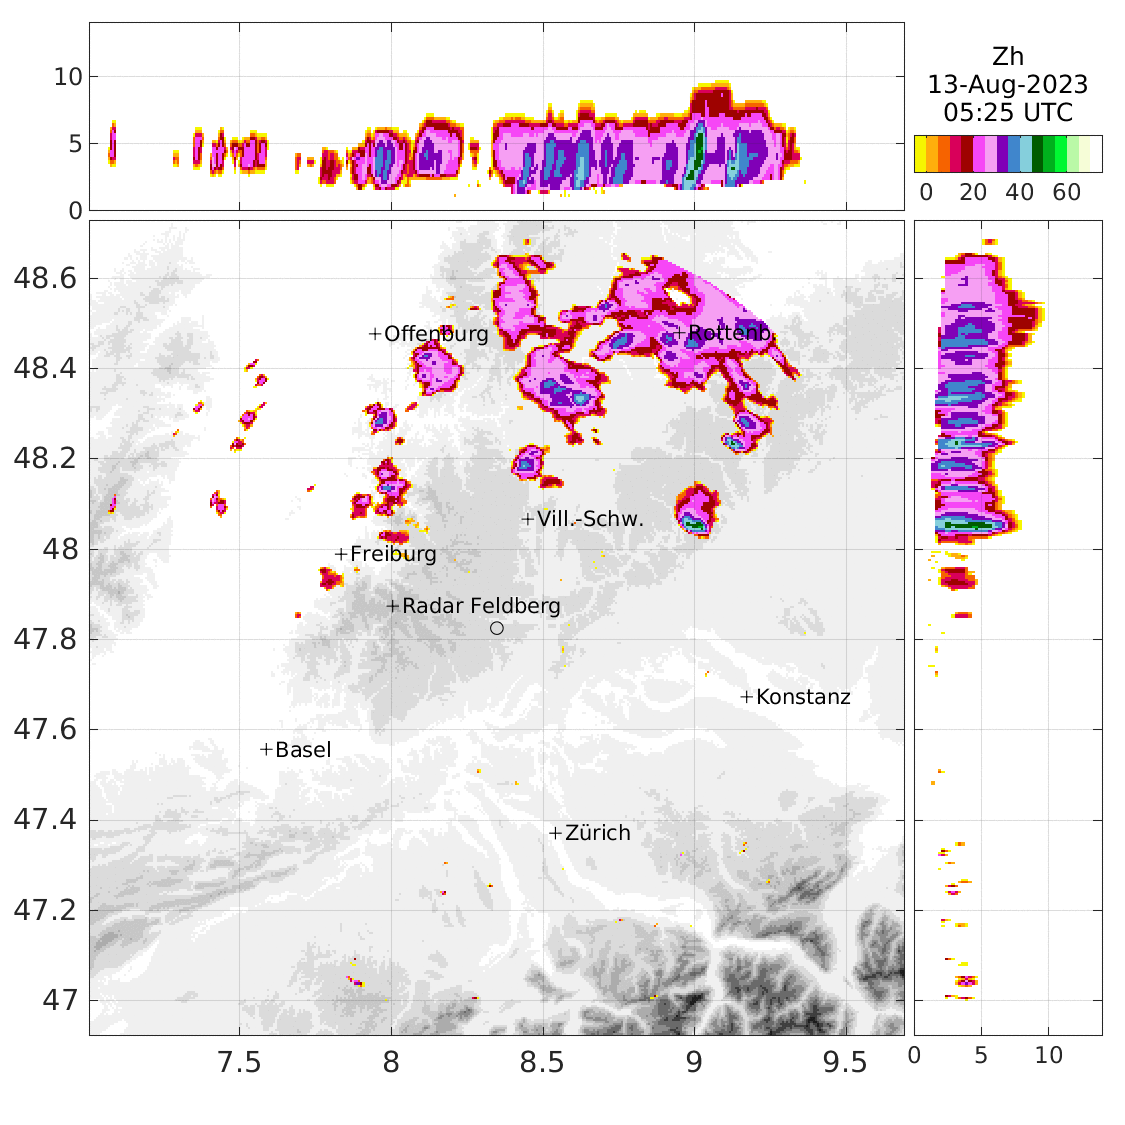 Zh
13-Aug-2023
05:25 UTC
0 20 40 60
10
5
0
48.6
48.4
48.2
48
47.8
47.6
47.4
47.2
47
+Offenburg
+Rottenb.
+Vill.-Schw.
+Freiburg
+Radar Feldberg
+Konstanz
+Basel
+Zürich
7.5 8 8.5 9 9.5
0 5 10